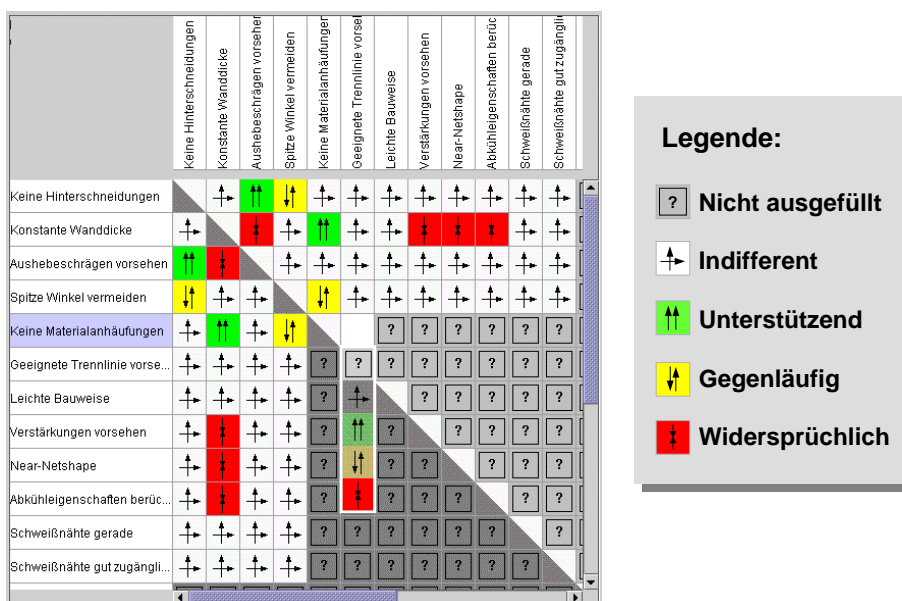 Keine Hinterschneidungen
Konstante Wanddicke
Aushebeschrägen vorsehen
Spitze Winkel vermeiden
Keine Materialanhäufungen
Geeignete Trennlinie vorsel
Leichte Bauweise
Verstärkungen vorsehen
Near-Netshape
Abkühleigenschaften berüc
Schweißnähte gerade
Schweißnähte gut zugängli
Keine Hinterschneidungen
Konstante Wanddicke
Aushebeschrägen vorsehen
Spitze Winkel vermeiden
Keine Materialanhäufungen
? ? ? ? ? ?
Geeignete Trennlinie vorse...
? ? ? ? ? ? ? ?
Leichte Bauweise
? ? ? ? ? ?
Verstärkungen vorsehen
? ? ? ? ? ?
Near-Netshape
? ? ? ? ? ?
Abkühleigenschaften berüc...
? ? ? ? ? ?
Schweißnähte gerade
? ? ? ? ? ? ?
Schweißnähte gut zugängli...
? ? ? ? ? ? ?
Legende:
? Nicht ausgefüllt
Indifferent
Unterstützend
Gegenläufig
Widersprüchlich